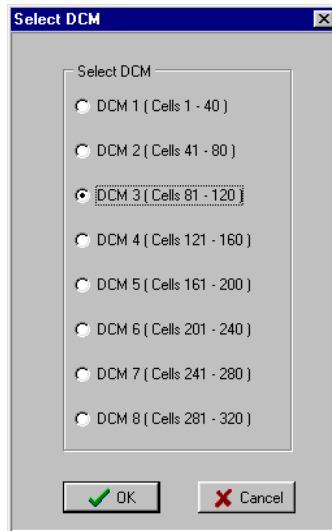 Select DCM
Select DCM
DCM 1 ( Cells 1 - 40 )
DCM 2 ( Cells 41 - 80 )
DCM 3 ( Cells 81 - 120 )
DCM 4 ( Cells 121 - 160 )
DCM 5 ( Cells 161 - 200 )
DCM 6 ( Cells 201 - 240 )
DCM 7 ( Cells 241 - 280 )
DCM 8 ( Cells 281 - 320 )
OK Cancel